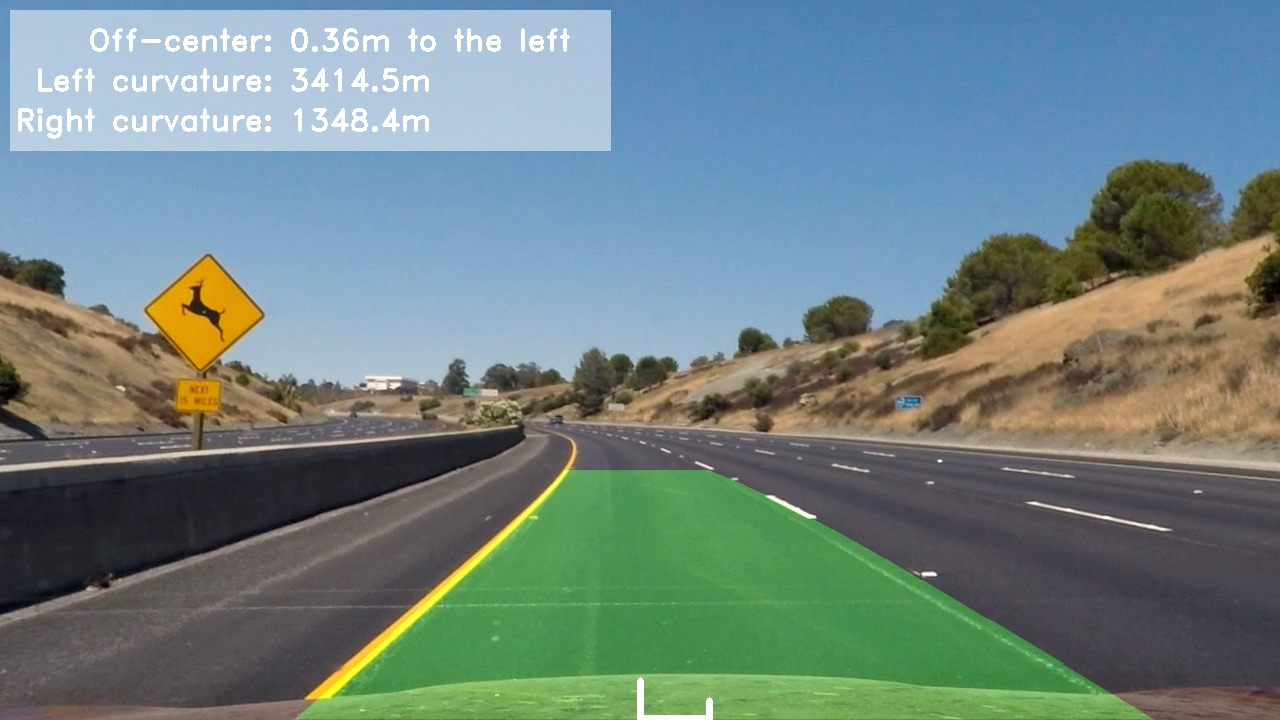 Off-center: 0.36m to the left
Left curvature: 3414.5m
Right curvature: 1348.4m
NEXT
15 MILES